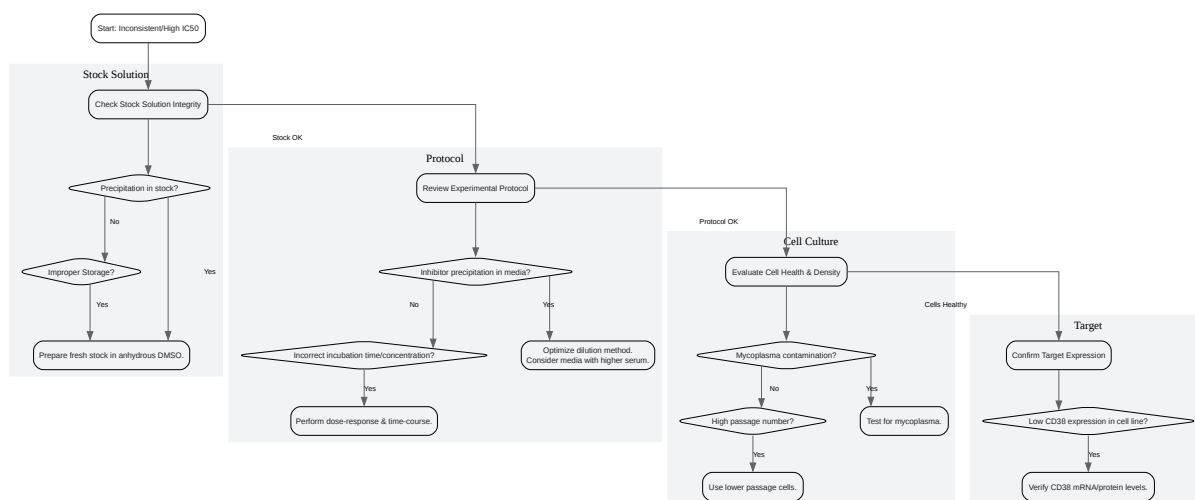 Start: Inconsistent/High IC50
Stock Solution
Check Stock Solution Integrity
Stock OK
Precipitation in stock?
No
Yes
Improper Storage?
Yes
Prepare fresh stock in anhydrous DMSO.
Protocol
Review Experimental Protocol
Protocol OK
Inhibitor precipitation in media?
No
Yes
Incorrect incubation time/concentration?
Optimize dilution method.
Consider media with higher serum.
Yes
Perform dose-response & time-course.
Cell Culture
Evaluate Cell Health & Density
Cells Healthy
Mycoplasma contamination?
No
Yes
High passage number?
Test for mycoplasma.
Yes
Use lower passage cells.
Target
Confirm Target Expression
Low CD38 expression in cell line?
Yes
Verify CD38 mRNA/protein levels.